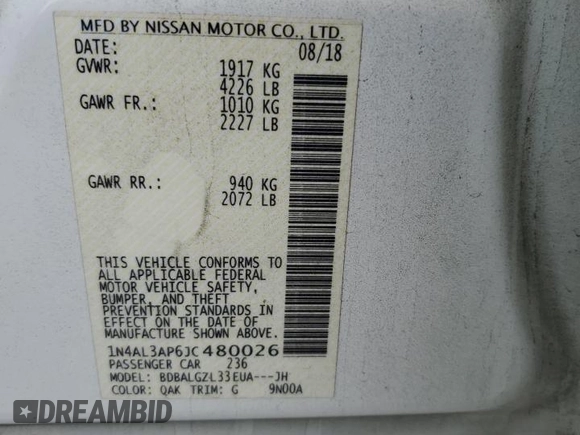 MFD BY NISSAN MOTOR CO., LTD.
DATE: 08/18
GVWR: 1917 KG
4226 LB
GAWR FR.: 1010 KG
2227 LB
GAWR RR.: 940 KG
2072 LB
THIS VEHICLE CONFORMS TO
ALL APPLICABLE FEDERAL
MOTOR VEHICLE SAFETY,
BUMPER, AND THEFT
PREVENTION STANDARDS IN
EFFECT ON THE DATE OF
MANUFACTURE SHOWN ABOVE.
1N4AL3AP6JC480026
PASSENGER CAR 236
MODEL: BDBALGZL33EUA---JH
COLOR: QAK TRIM: G 9N00A
DREAMBID